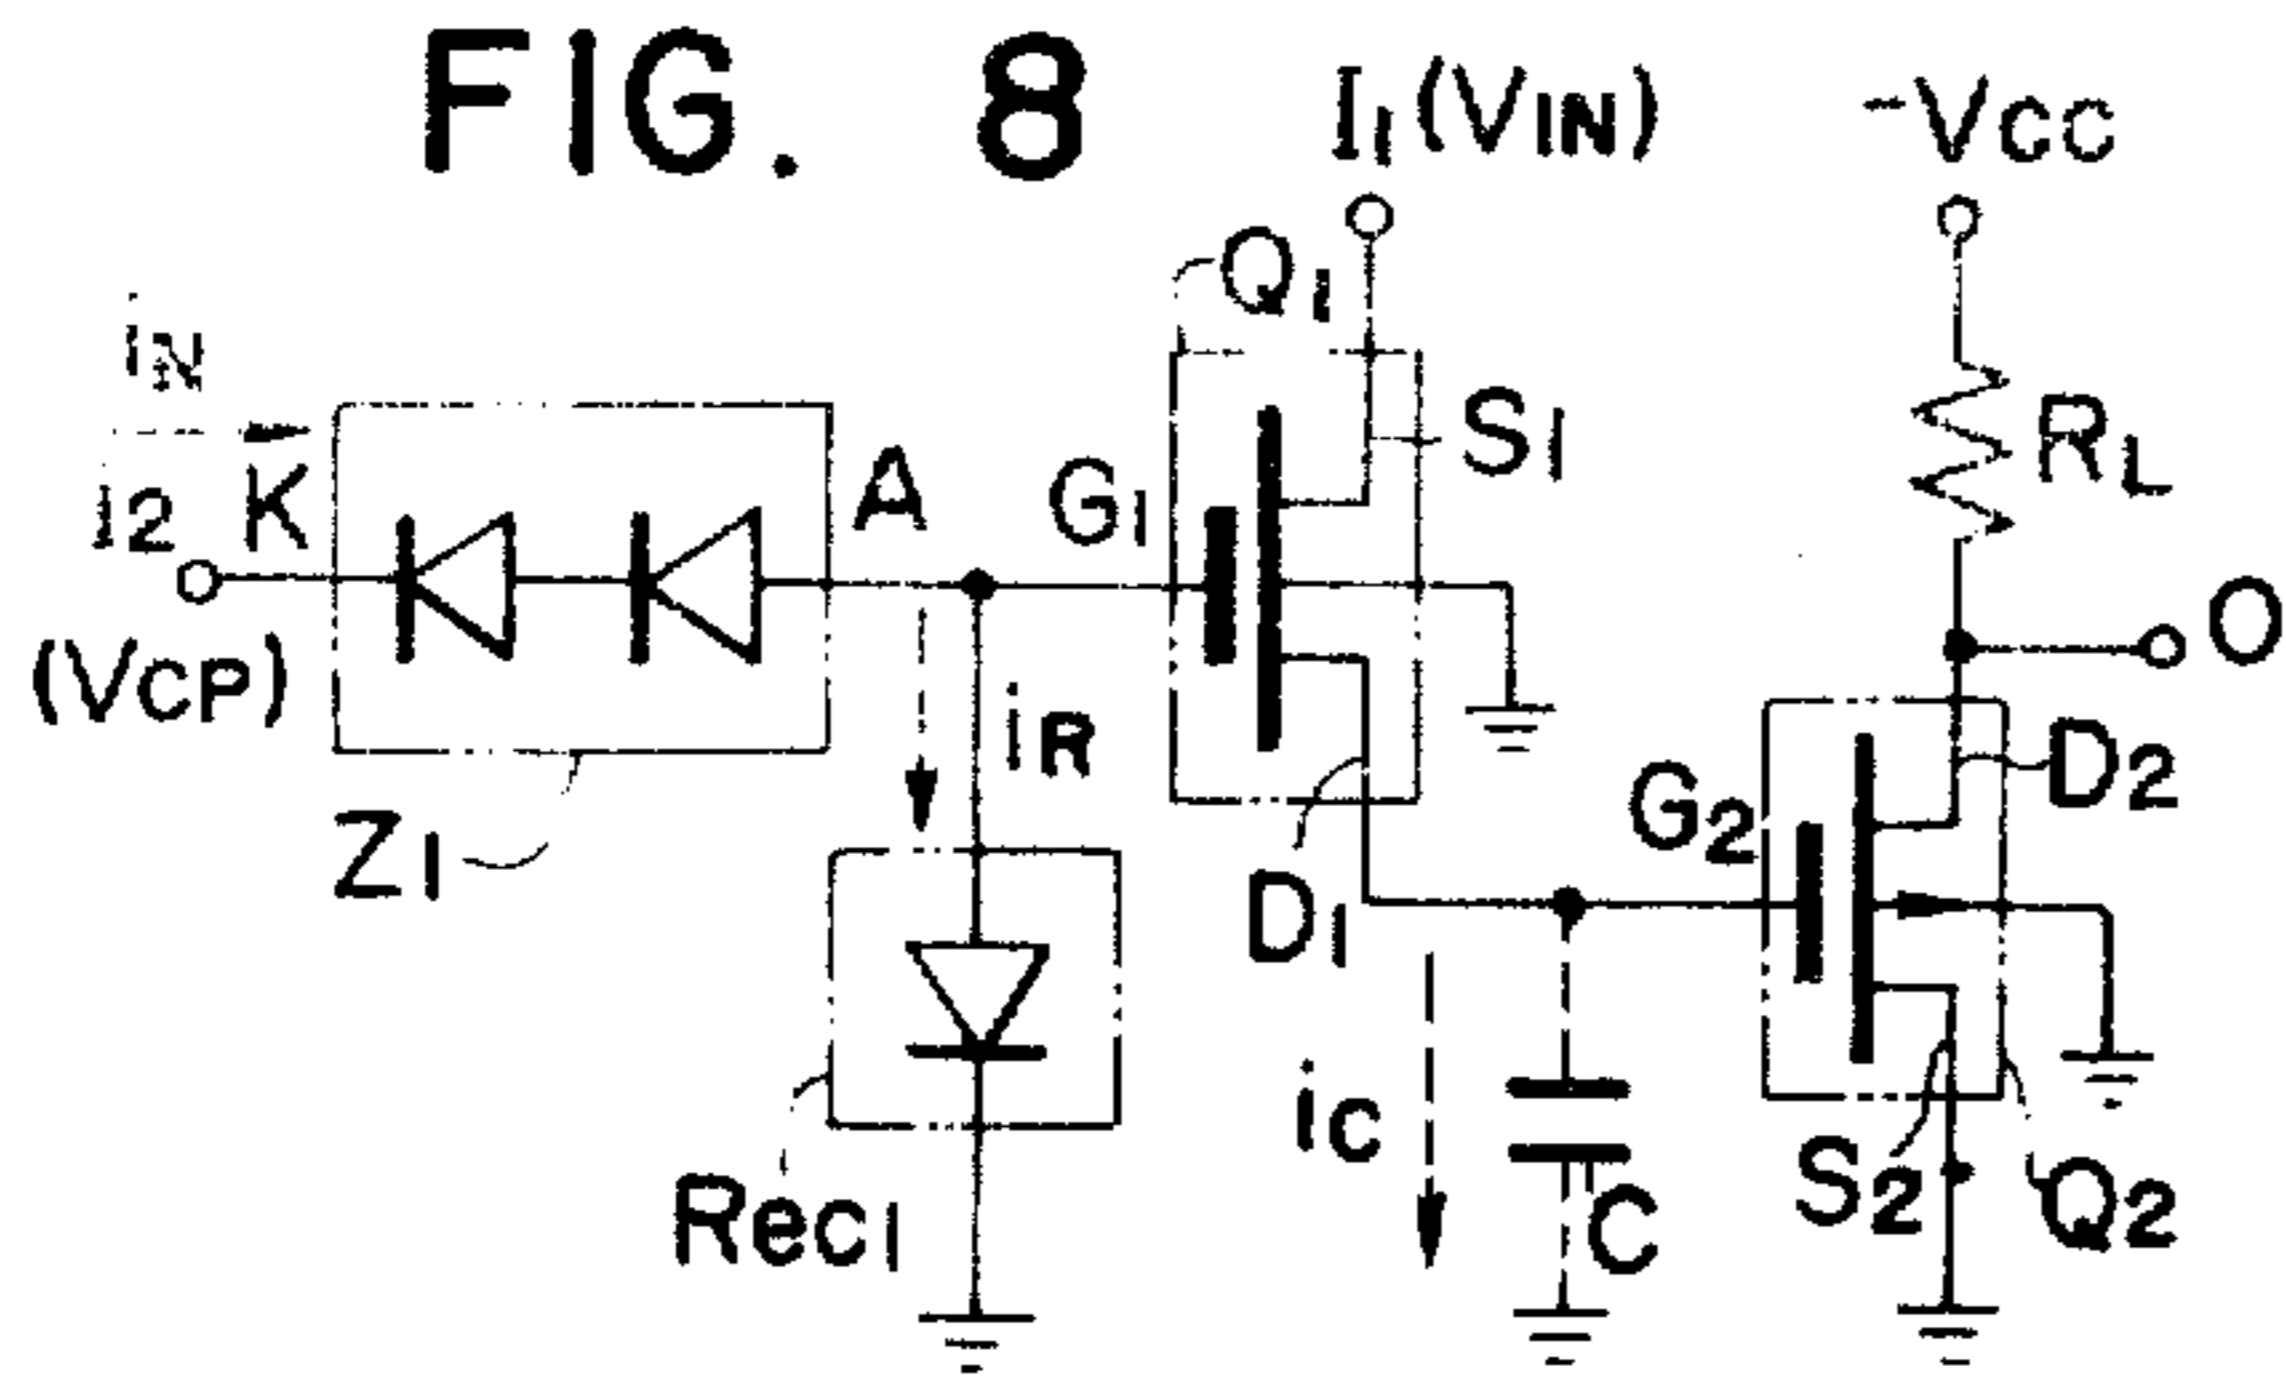 FIG. 8
I1 (VIN)
-VCC
Q1
iN
S1
RL
I2
K
A
G1
O
(VCP)
iR
D2
G2
Z1
D1
iC
S2
Q2
Rec1
C